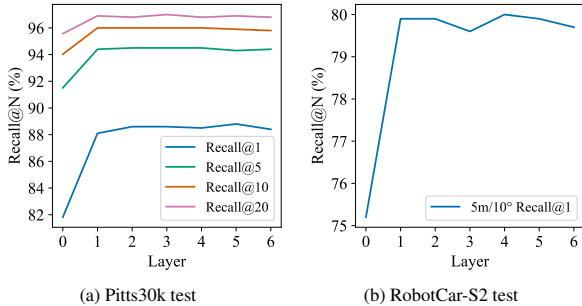 Recall@N (%)
96
94
92
90
88
86
84
82
0 1 2 3 4 5 6
Layer
Recall@1
Recall@5
Recall@10
Recall@20
(a) Pitts30k test
Recall@N (%)
80
79
78
77
76
75
0 1 2 3 4 5 6
Layer
5m/10° Recall@1
(b) RobotCar-S2 test